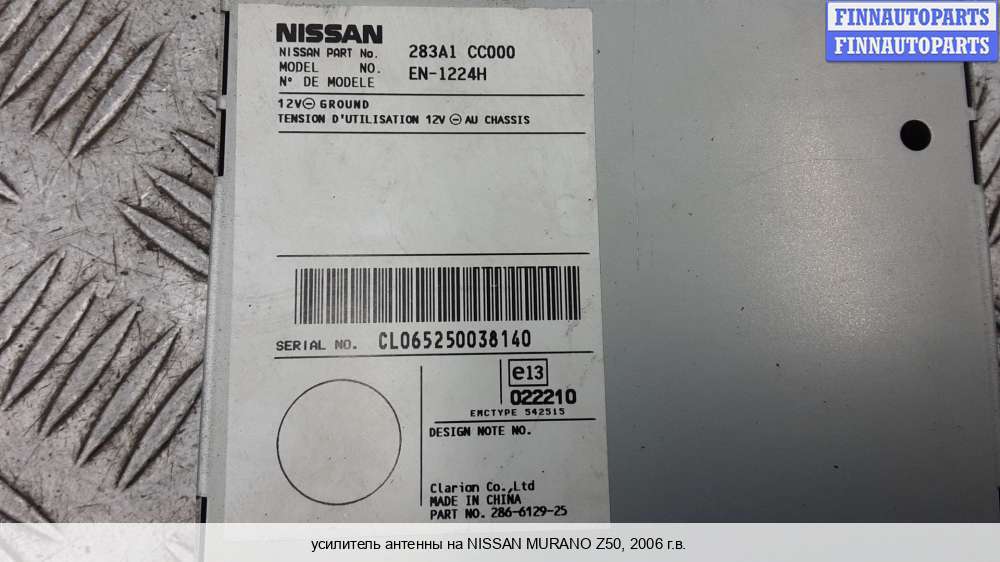 FINNAUTOPARTS
FINNAUTOPARTS
NISSAN
NISSAN PART No. 283A1 CC000
MODEL NO. EN-1224H
N° DE MODELE
12V⊖ GROUND
TENSION D'UTILISATION 12V ⊖ AU CHASSIS
SERIAL NO. CL065250038140
e13
022210
EMCTYPE 542515
DESIGN NOTE NO.
Clarion Co.,Ltd
MADE IN CHINA
PART NO. 286-6129-25
усилитель антенны на NISSAN MURANO Z50, 2006 г.в.